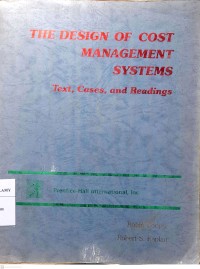 THE DESIGN OF COST
MANAGEMENT
SYSTEMS
Text, Cases, and Readings
Prentice-Hall International, Inc.